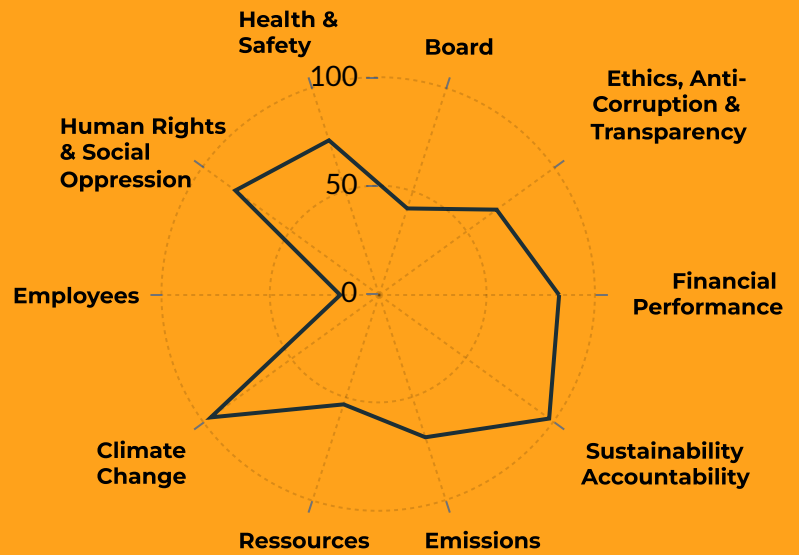 Health &
Safety
Board
100
Ethics, Anti-
Corruption &
Transparency
Human Rights
& Social
Oppression
50
Employees
0
Financial
Performance
Climate
Change
Sustainability
Accountability
Ressources
Emissions